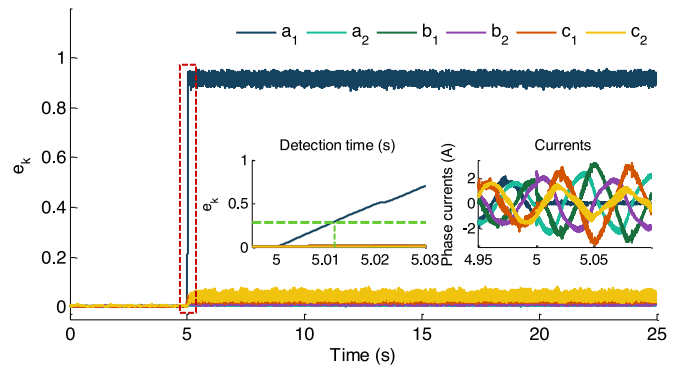 a1 a2 b1 b2 c1 c2
1
0.8
0.6
0.4
0.2
0
ek
0 5 10 15 20 25
Time (s)
Detection time (s)
1
0.5
0
ek
5 5.01 5.02 5.03
Currents
Phase currents (A)
2
0
-2
4.95 5 5.05